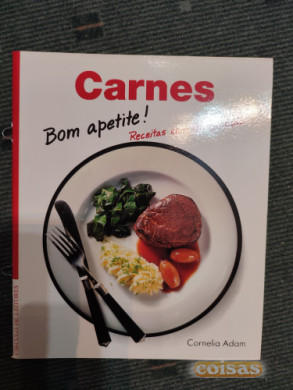 Carnes
Bom apetite!
Receitas
Cornelia Adam
coisas